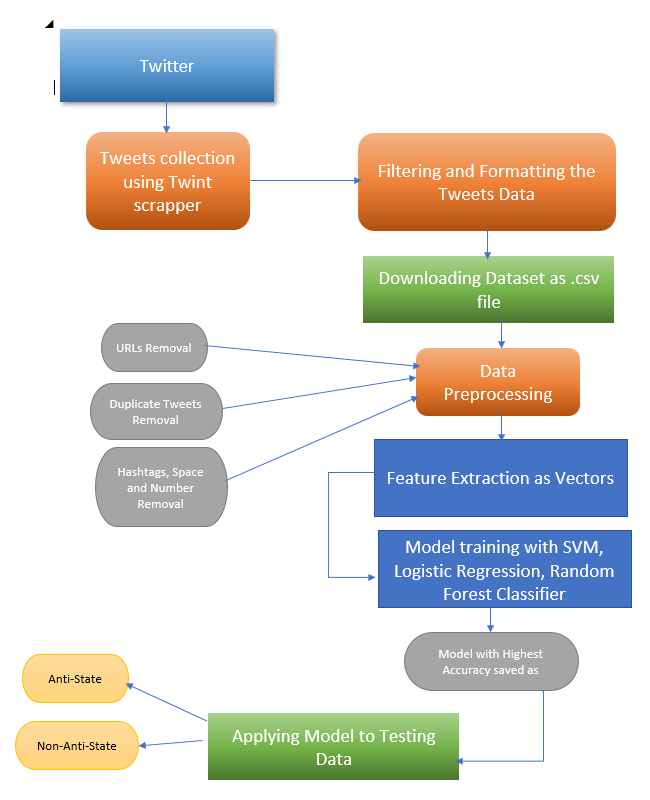 Twitter
Tweets collection
using Twint
scrapper
Filtering and Formatting the
Tweets Data
Downloading Dataset as .csv
file
URLs Removal
Duplicate Tweets
Removal
Hashtags, Space
and Number
Removal
Data
Preprocessing
Feature Extraction as Vectors
Model training with SVM,
Logistic Regression, Random
Forest Classifier
Model with Highest
Accuracy saved as
Anti-State
Non-Anti-State
Applying Model to Testing
Data